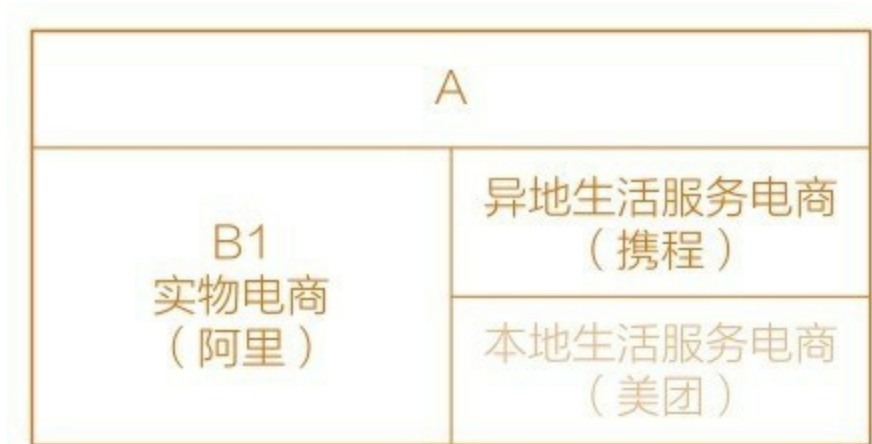 A
B1
实物电商
（阿里）
异地生活服务电商
（携程）
本地生活服务电商
（美团）